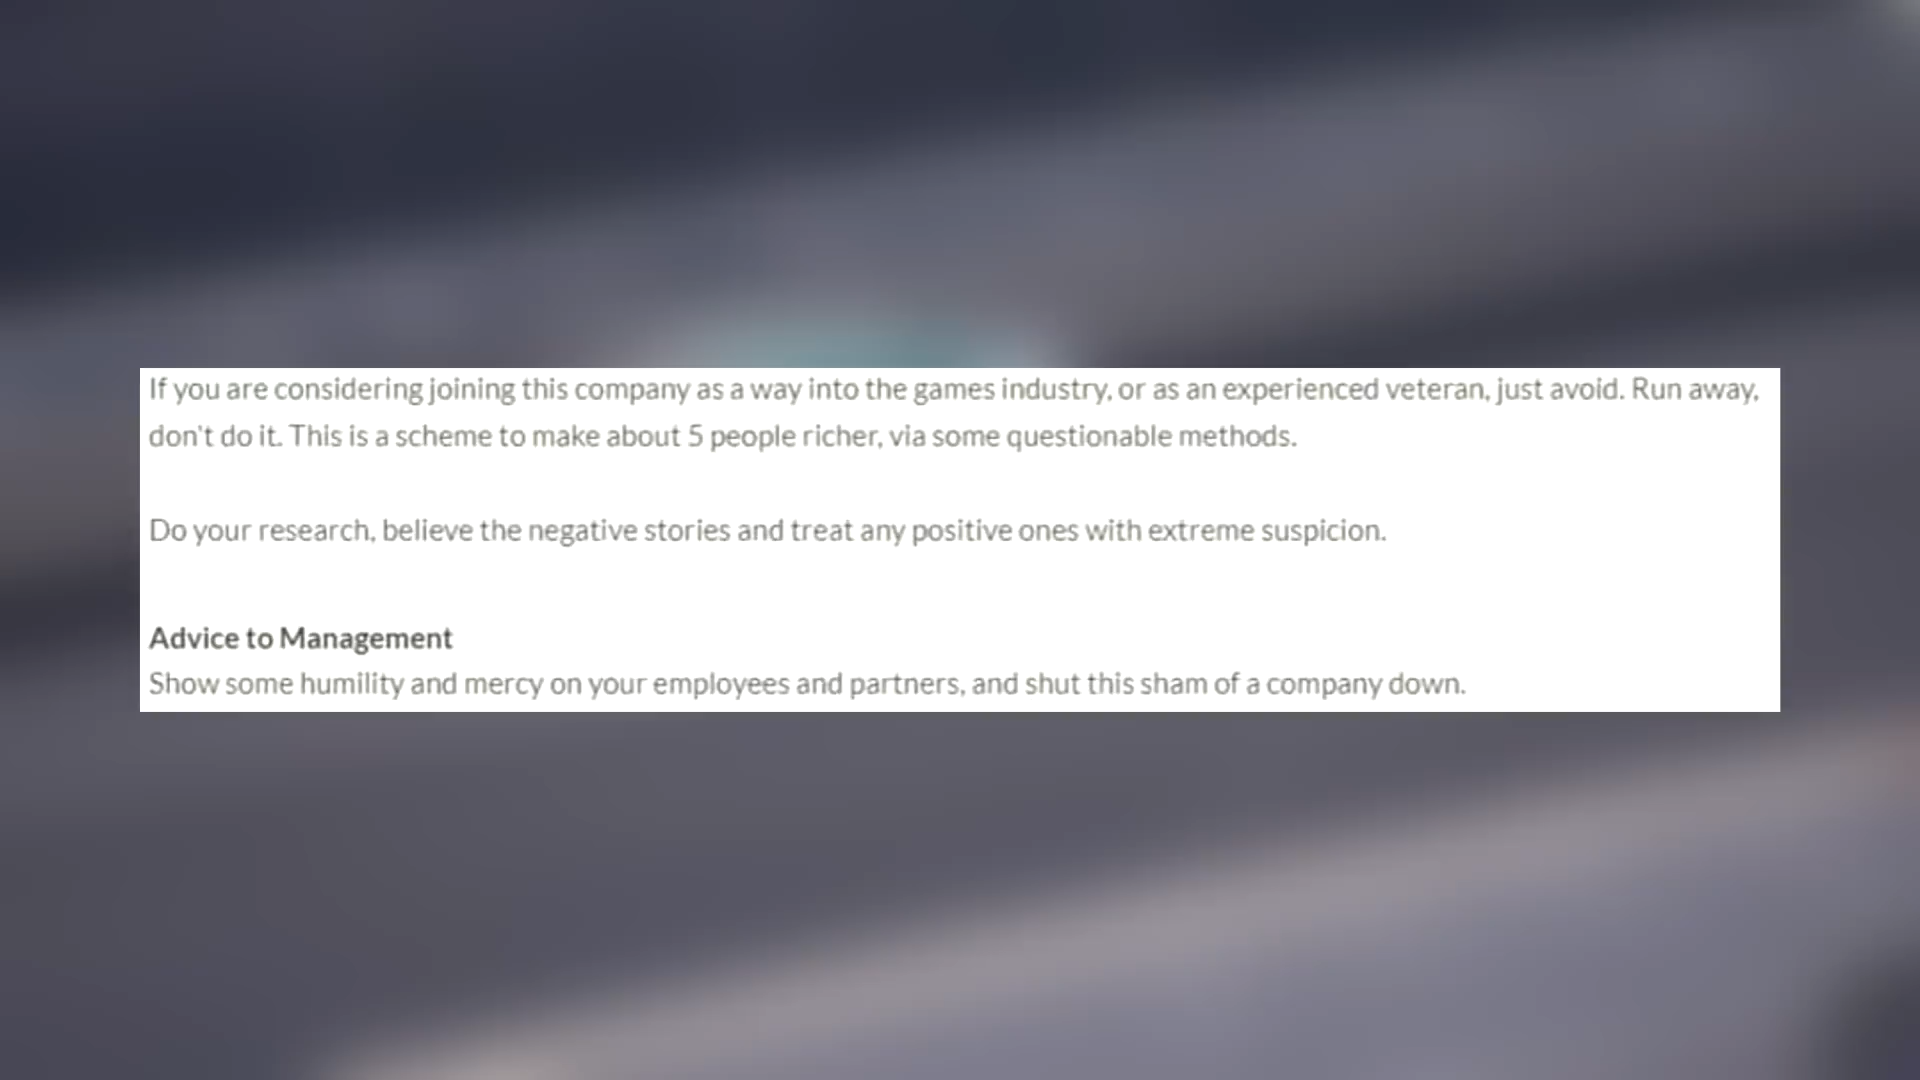 If you are considering joining this company as a way into the games industry, or as an experienced veteran, just avoid. Run away,
don't do it. This is a scheme to make about 5 people richer, via some questionable methods.
Do your research, believe the negative stories and treat any positive ones with extreme suspicion.
Advice to Management
Show some humility and mercy on your employees and partners, and shut this sham of a company down.